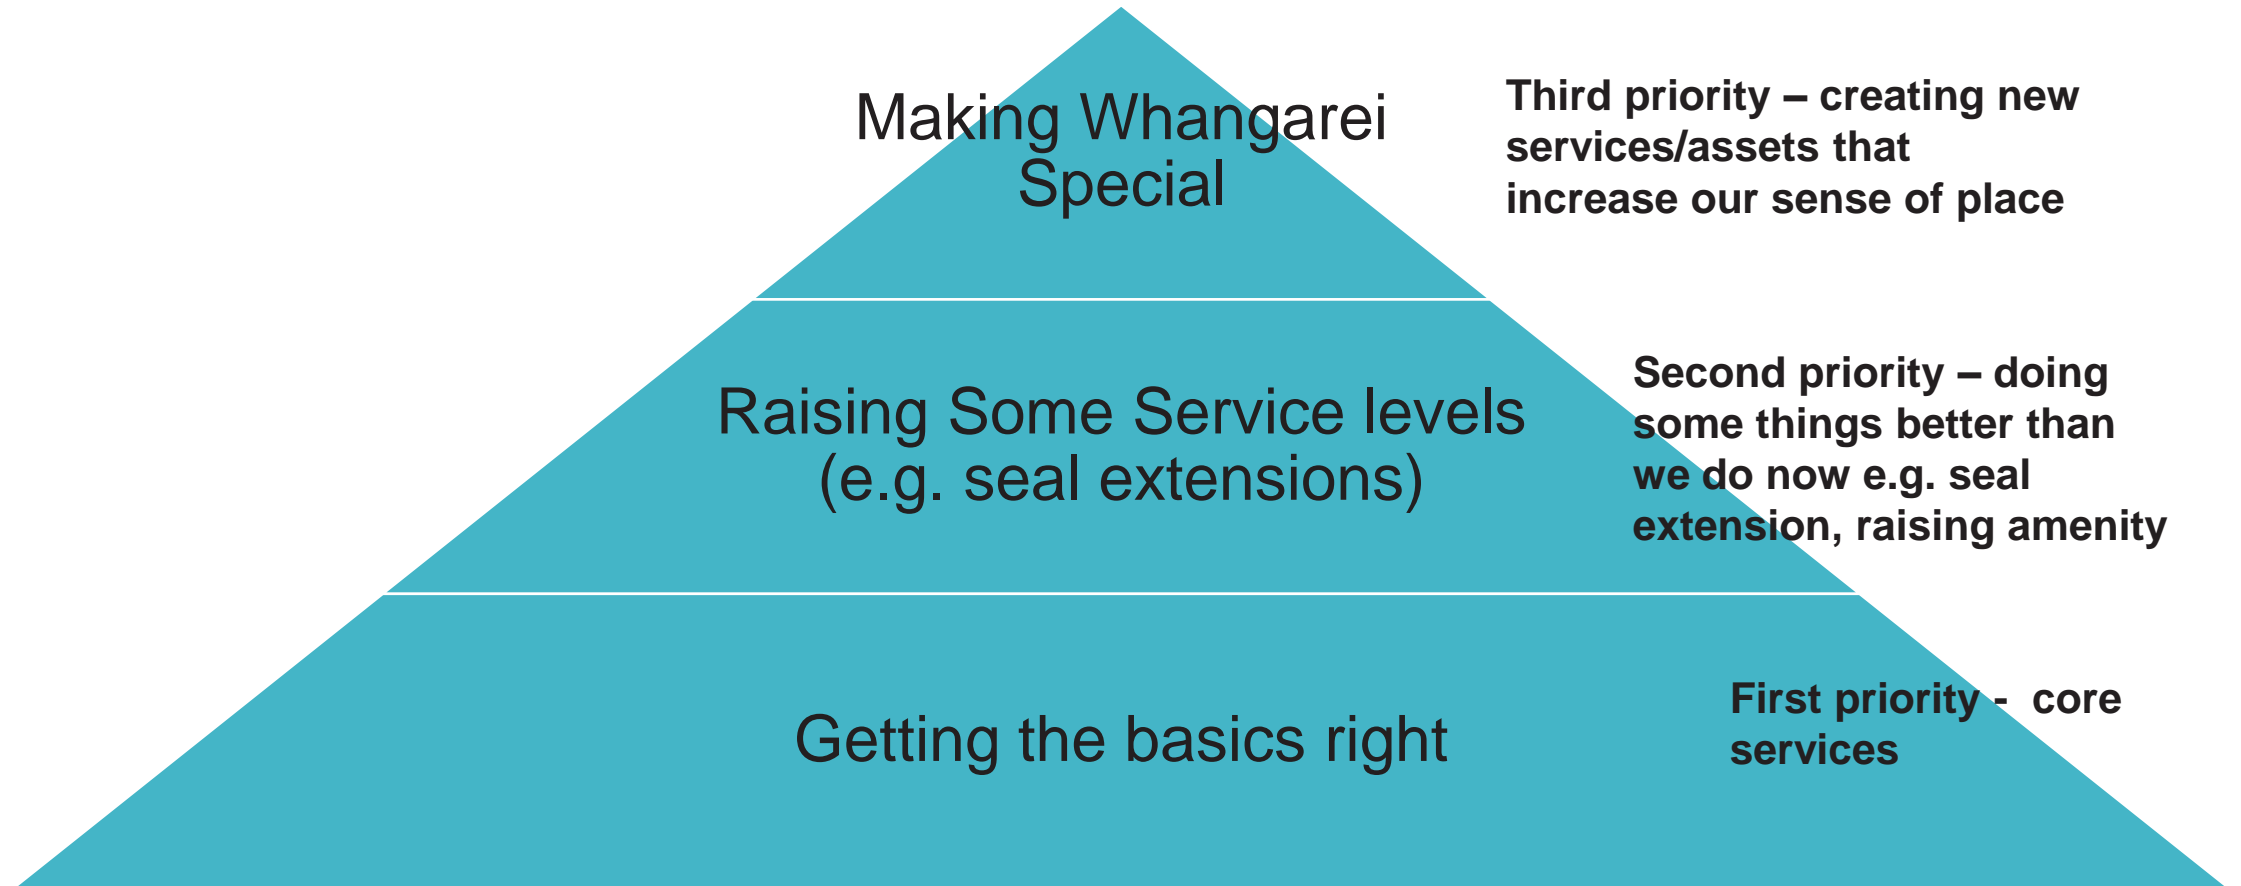 Making Whangarei
Special
Third priority – creating new
services/assets that
increase our sense of place
Raising Some Service levels
(e.g. seal extensions)
Second priority – doing
some things better than
we do now e.g. seal
extension, raising amenity
Getting the basics right
First priority -  core
services